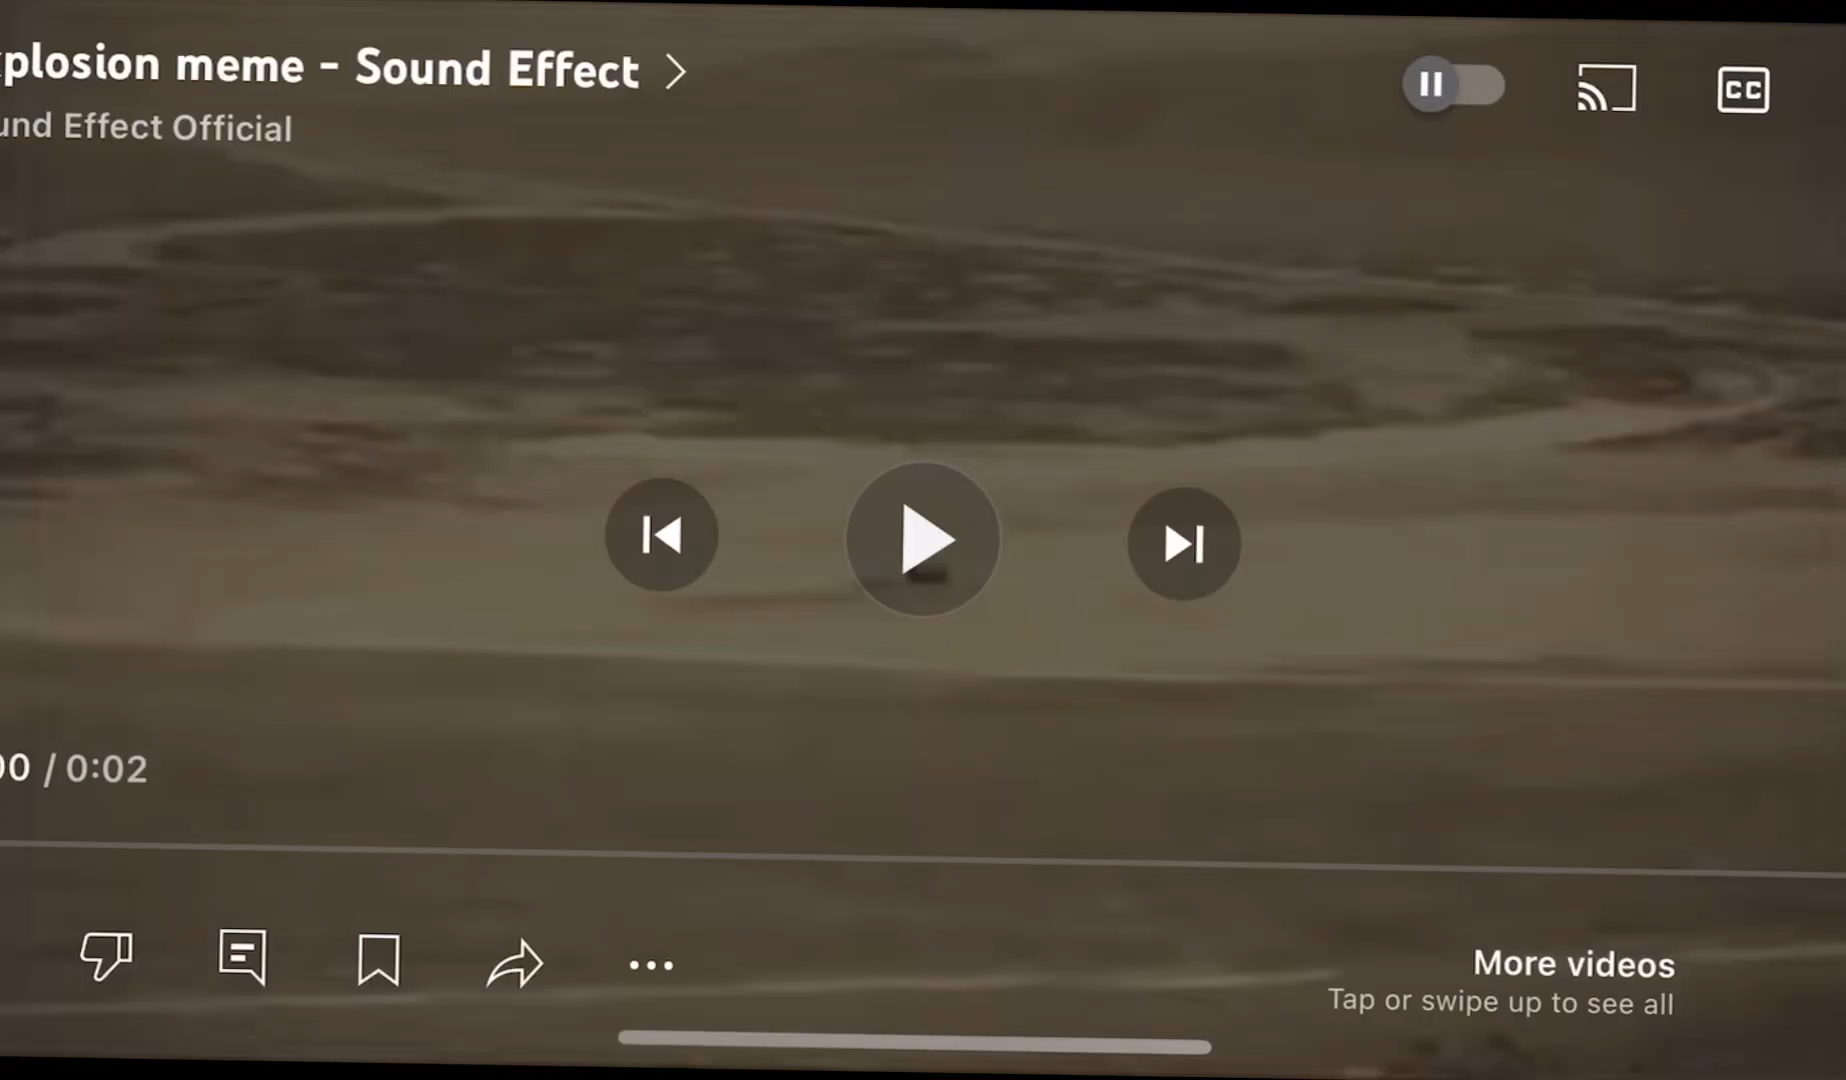 plosion meme - Sound Effect
und Effect Official
CC
00 / 0:02
More videos
Tap or swipe up to see all